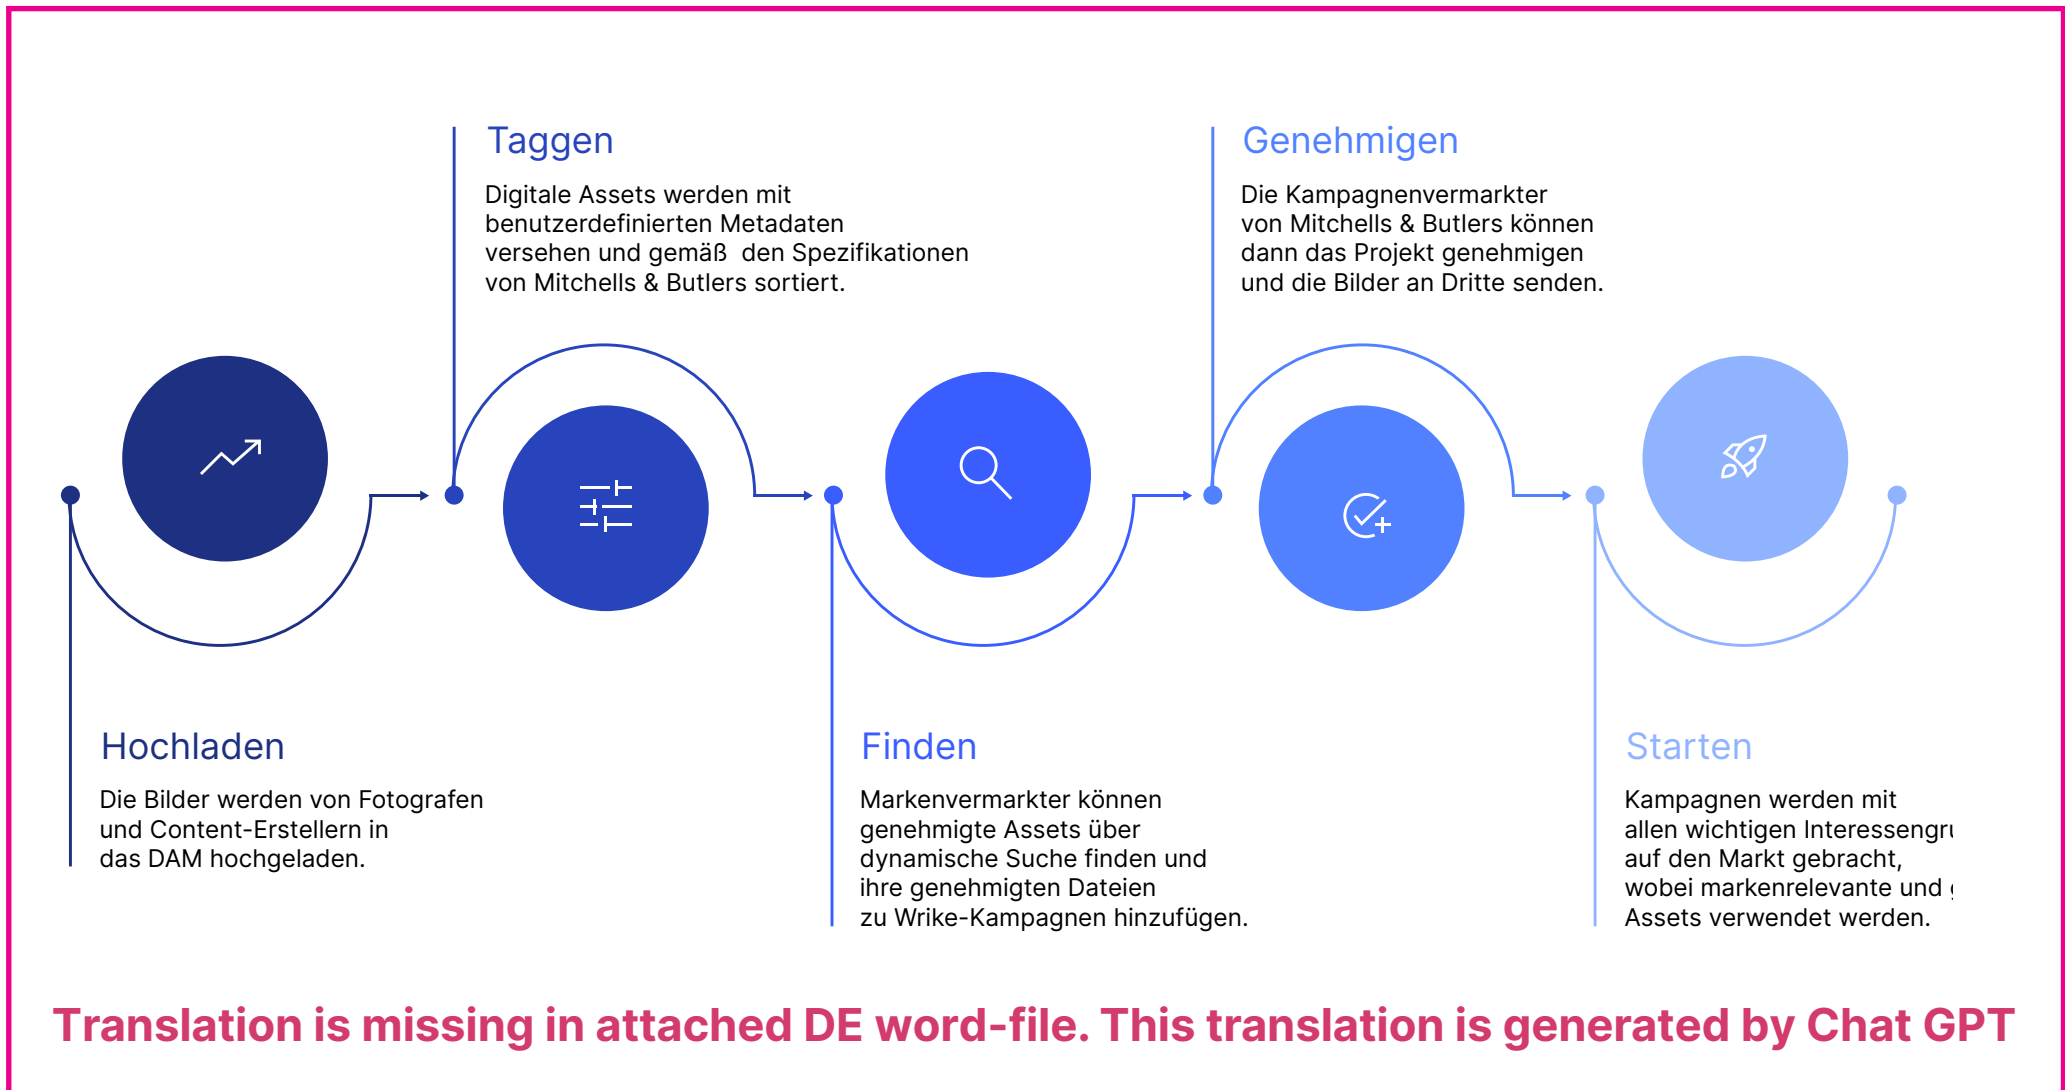 Taggen
Digitale Assets werden mit
benutzerdefinierten Metadaten
versehen und gemäß  den Spezifikationen
von Mitchells & Butlers sortiert.
Genehmigen
Die Kampagnenvermarkter
von Mitchells & Butlers können
dann das Projekt genehmigen
und die Bilder an Dritte senden.
Hochladen
Die Bilder werden von Fotografen
und Content-Erstellern in
das DAM hochgeladen.
Finden
Markenvermarkter können
genehmigte Assets über
dynamische Suche finden und
ihre genehmigten Dateien
zu Wrike-Kampagnen hinzufügen.
Starten
Kampagnen werden mit
allen wichtigen
auf den Markt gebracht,
wobei markenrelevante und
Assets verwendet werden.
Translation is missing in attached DE word-file. This translation is generated by Chat GPT